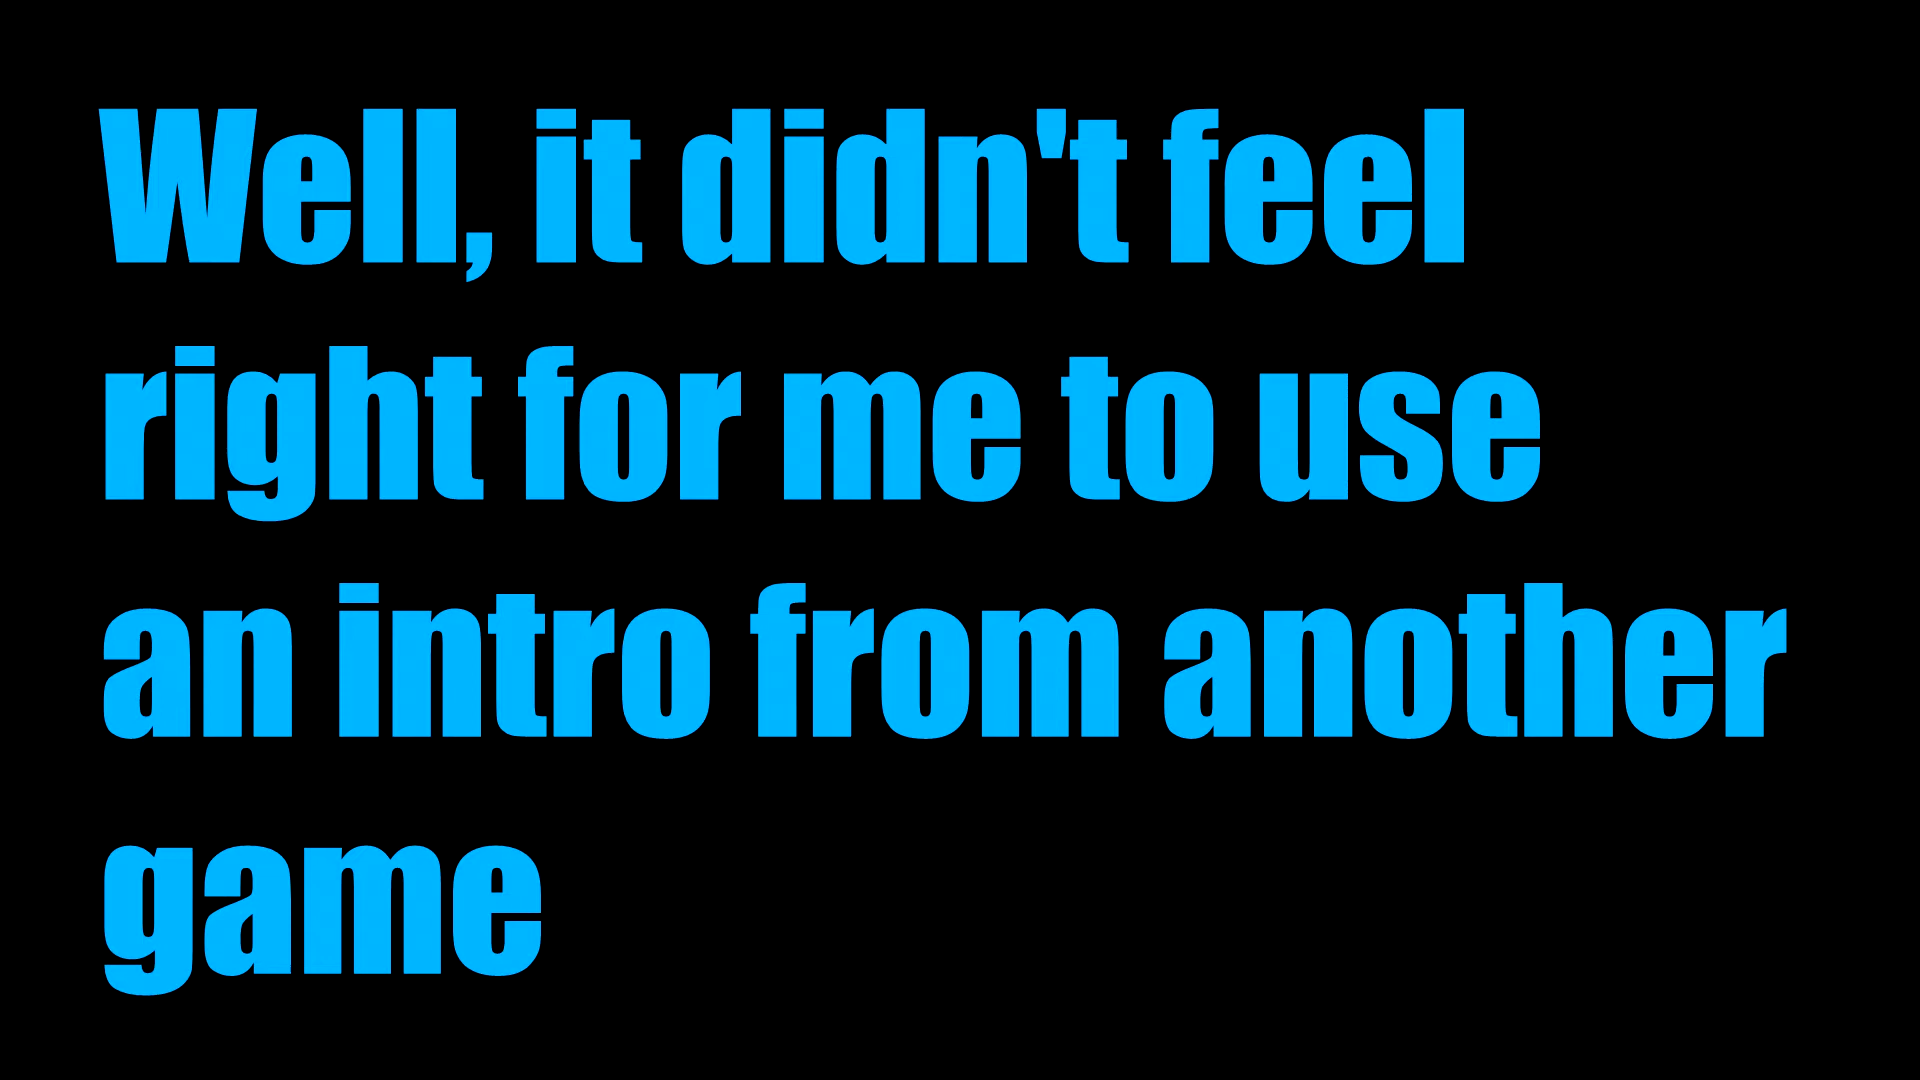 Well, it didn't feel
right for me to use
an intro from another
game